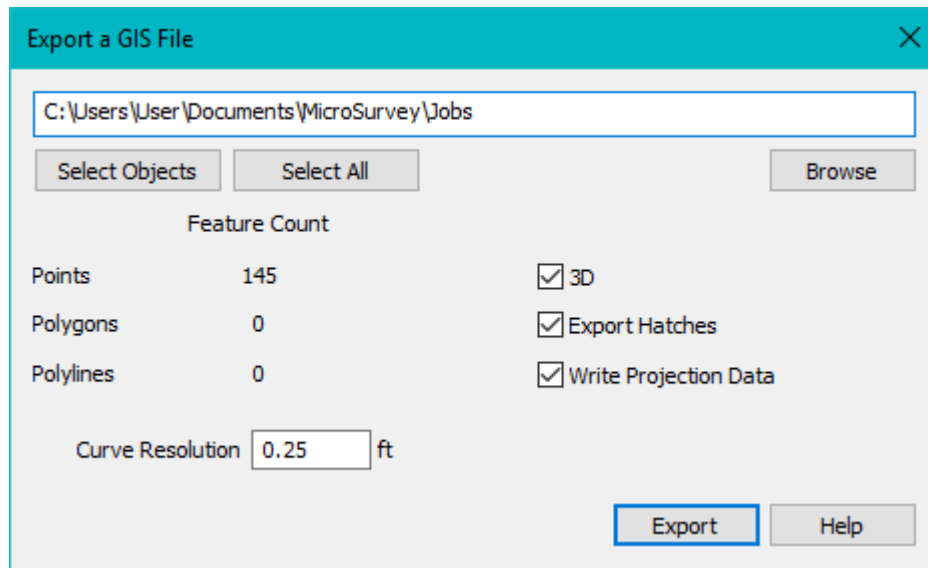 Export a GIS File
C:\Users\User\Documents\MicroSurvey\Jobs
Select Objects Select All Browse
Feature Count
Points 145 3D
Polygons 0 Export Hatches
Polylines 0 Write Projection Data
Curve Resolution 0.25 ft
Export Help